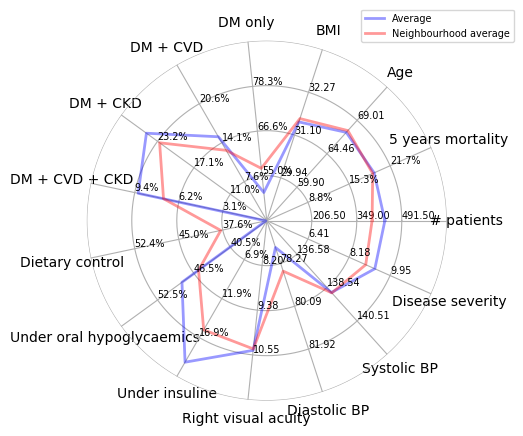 Average
Neighbourhood average
DM only
BMI
DM + CVD
Age
DM + CKD
5 years mortality
DM + CVD + CKD
# patients
Dietary control
Disease severity
Under oral hypoglycaemics
Systolic BP
Under insuline
Diastolic BP
Right visual acuity
78.3%
66.6%
55.0%
32.27
31.10
29.94
69.01
64.46
59.90
21.7%
15.3%
8.8%
491.50
349.00
206.50
9.95
8.18
6.41
140.51
138.54
136.58
81.92
80.09
78.27
10.55
9.38
8.20
16.9%
11.9%
6.9%
52.5%
46.5%
40.5%
52.4%
45.0%
37.6%
9.4%
6.2%
3.1%
23.2%
17.1%
11.0%
20.6%
14.1%
7.6%